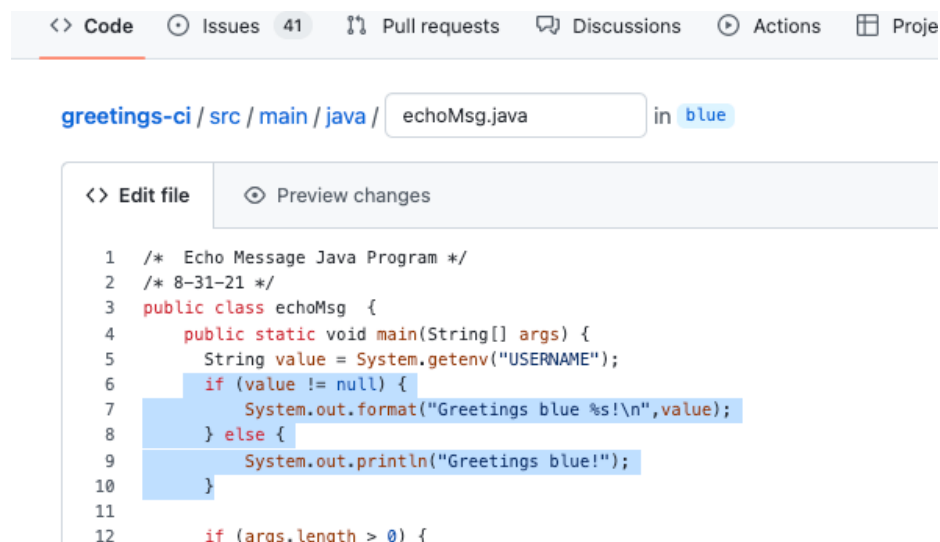 <> Code Issues 41 Pull requests Discussions Actions Proje
greetings-ci / src / main / java / echoMsg.java in blue
<> Edit file Preview changes
1 /*  Echo Message Java Program */
2 /* 8-31-21 */
3 public class echoMsg  {
4     public static void main(String[] args) {
5       String value = System.getenv("USERNAME");
6       if (value != null) {
7           System.out.format("Greetings blue %s!\n",value);
8       } else {
9           System.out.println("Greetings blue!");
10       }
11
12       if (args.length > 0) {